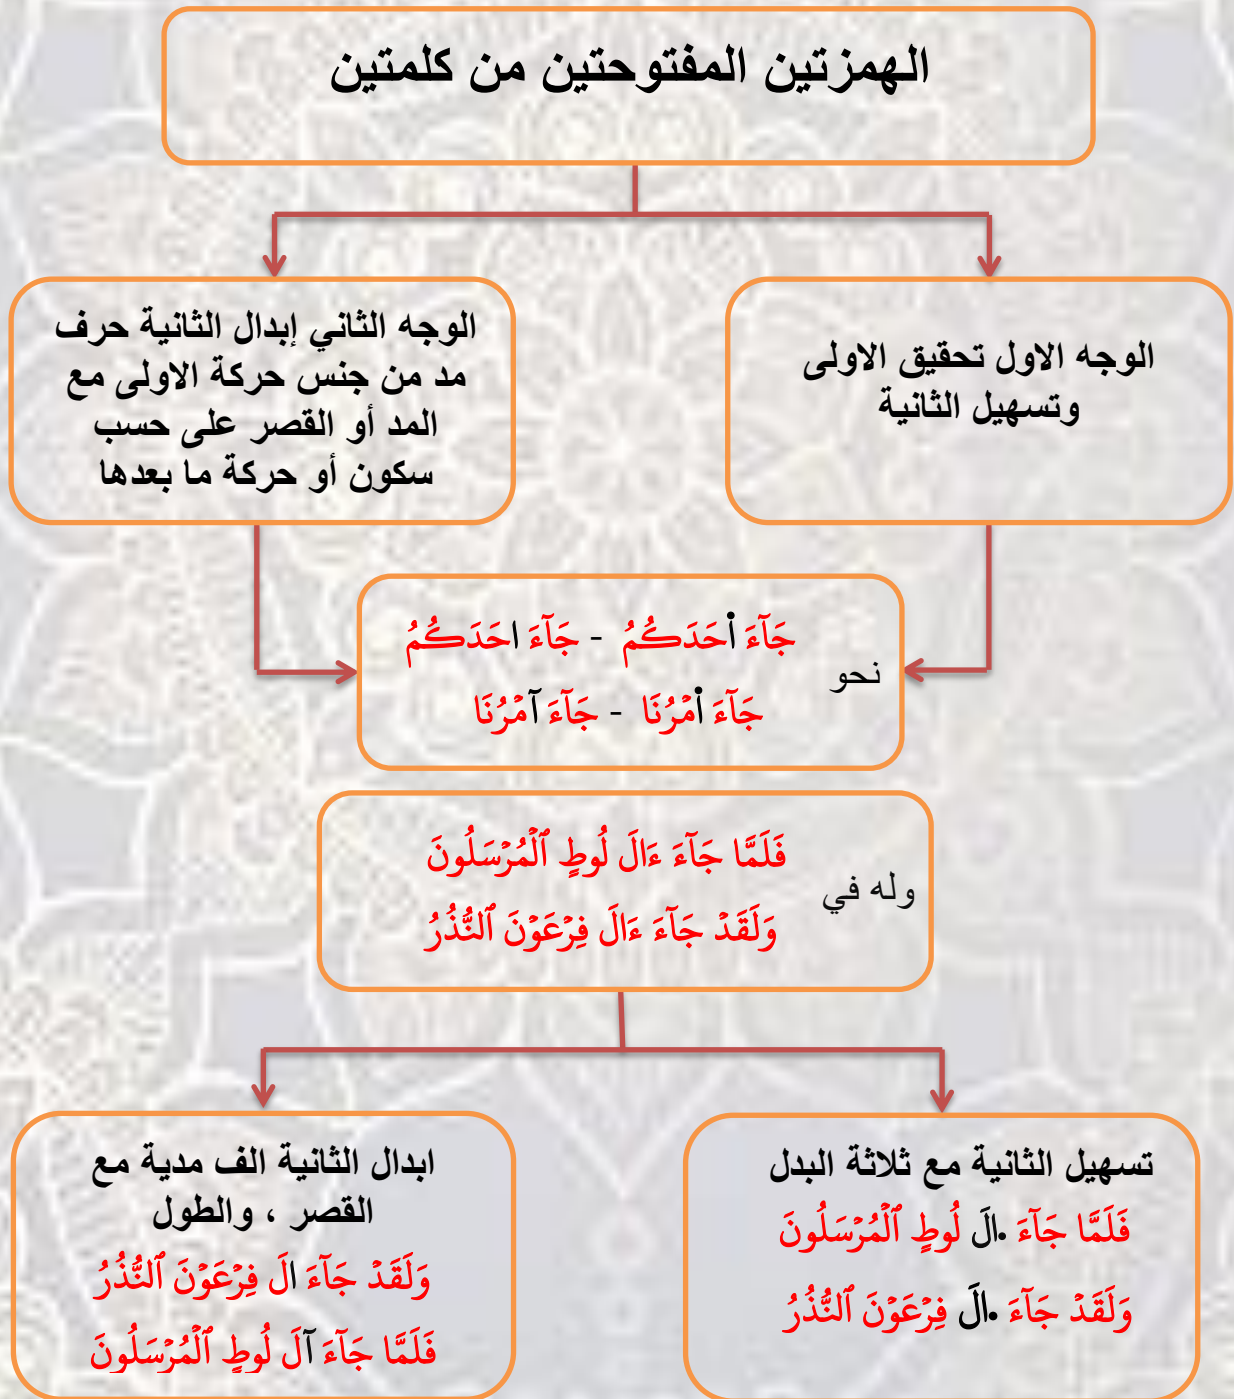 الهمزتين المفتوحتين من كلمتين
الوجه الاول تحقيق الاولى
وتسهيل الثانية
الوجه الثاني إبدال الثانية حرف
مد من جنس حركة الاولى مع
المد أو القصر على حسب
سكون أو حركة ما بعدها
نحو
جَآءَ اَ۬حَدَكُمُ - جَآءَ احَدَكُمُ
جَآءَ اَ۬مۡرُنَا - جَآءَ آمۡرُنَا
وله في
فَلَمَّا جَآءَ ءَالَ لُوطٍ ٱلۡمُرۡسَلُونَ
وَلَقَدۡ جَآءَ ءَالَ فِرۡعَوۡنَ ٱلنُّذُرُ
تسهيل الثانية مع ثلاثة البدل
فَلَمَّا جَآءَ ۬الَ لُوطٍ ٱلۡمُرۡسَلُونَ
وَلَقَدۡ جَآءَ ۬الَ فِرۡعَوۡنَ ٱلنُّذُرُ
ابدال الثانية الف مدية مع
القصر ، والطول
وَلَقَدۡ جَآءَ الَ فِرۡعَوۡنَ ٱلنُّذُرُ
فَلَمَّا جَآءَ آلَ لُوطٍ ٱلۡمُرۡسَلُونَ